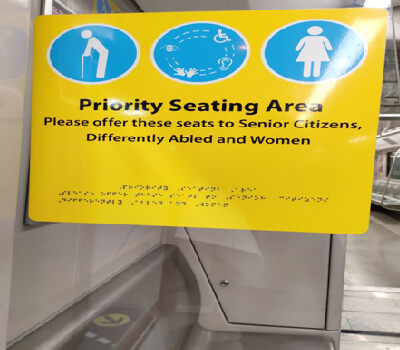 Priority Seating Area
Please offer these seats to Senior Citizens,
Differently Abled and Women